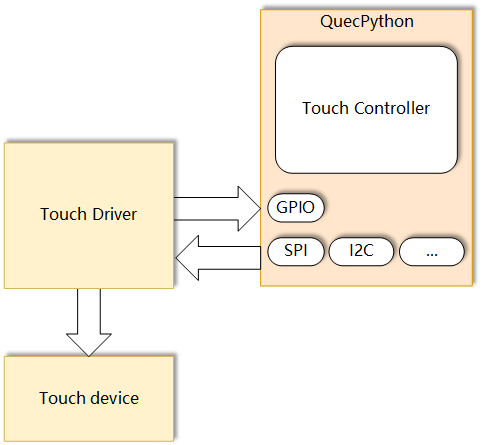 QuecPython
Touch Controller
Touch Driver
GPIO
SPI
I2C
...
Touch device